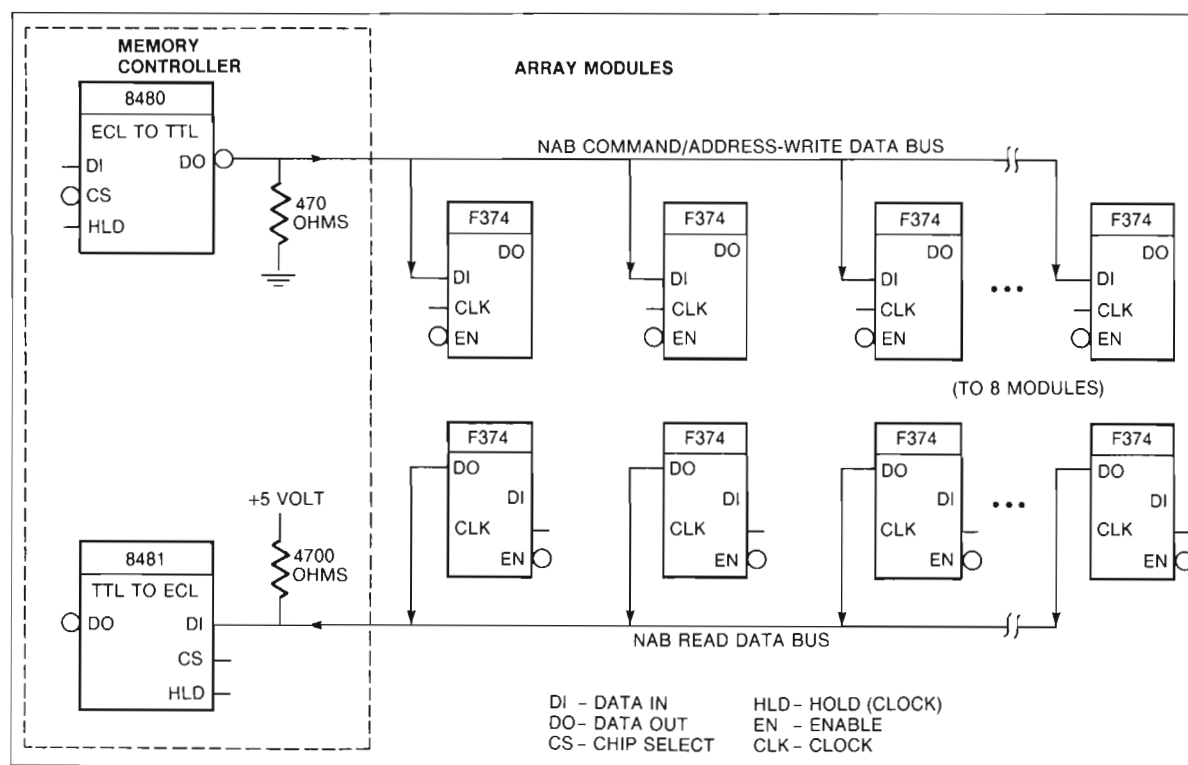 MEMORY
CONTROLLER
ARRAY MODULES
8480
ECL TO TTL
DI
DO
CS
HLD
470
OHMS
NAB COMMAND/ADDRESS-WRITE DATA BUS
F374
DO
DI
CLK
EN
F374
DO
DI
CLK
EN
F374
DO
DI
CLK
EN
•••
F374
DO
DI
CLK
EN
(TO 8 MODULES)
F374
DO
DI
CLK
EN
F374
DO
DI
CLK
EN
F374
DO
DI
CLK
EN
•••
F374
DO
DI
CLK
EN
+5 VOLT
4700
OHMS
8481
TTL TO ECL
DO
DI
CS
HLD
NAB READ DATA BUS
DI – DATA IN
DO– DATA OUT
CS – CHIP SELECT
HLD– HOLD (CLOCK)
EN – ENABLE
CLK – CLOCK